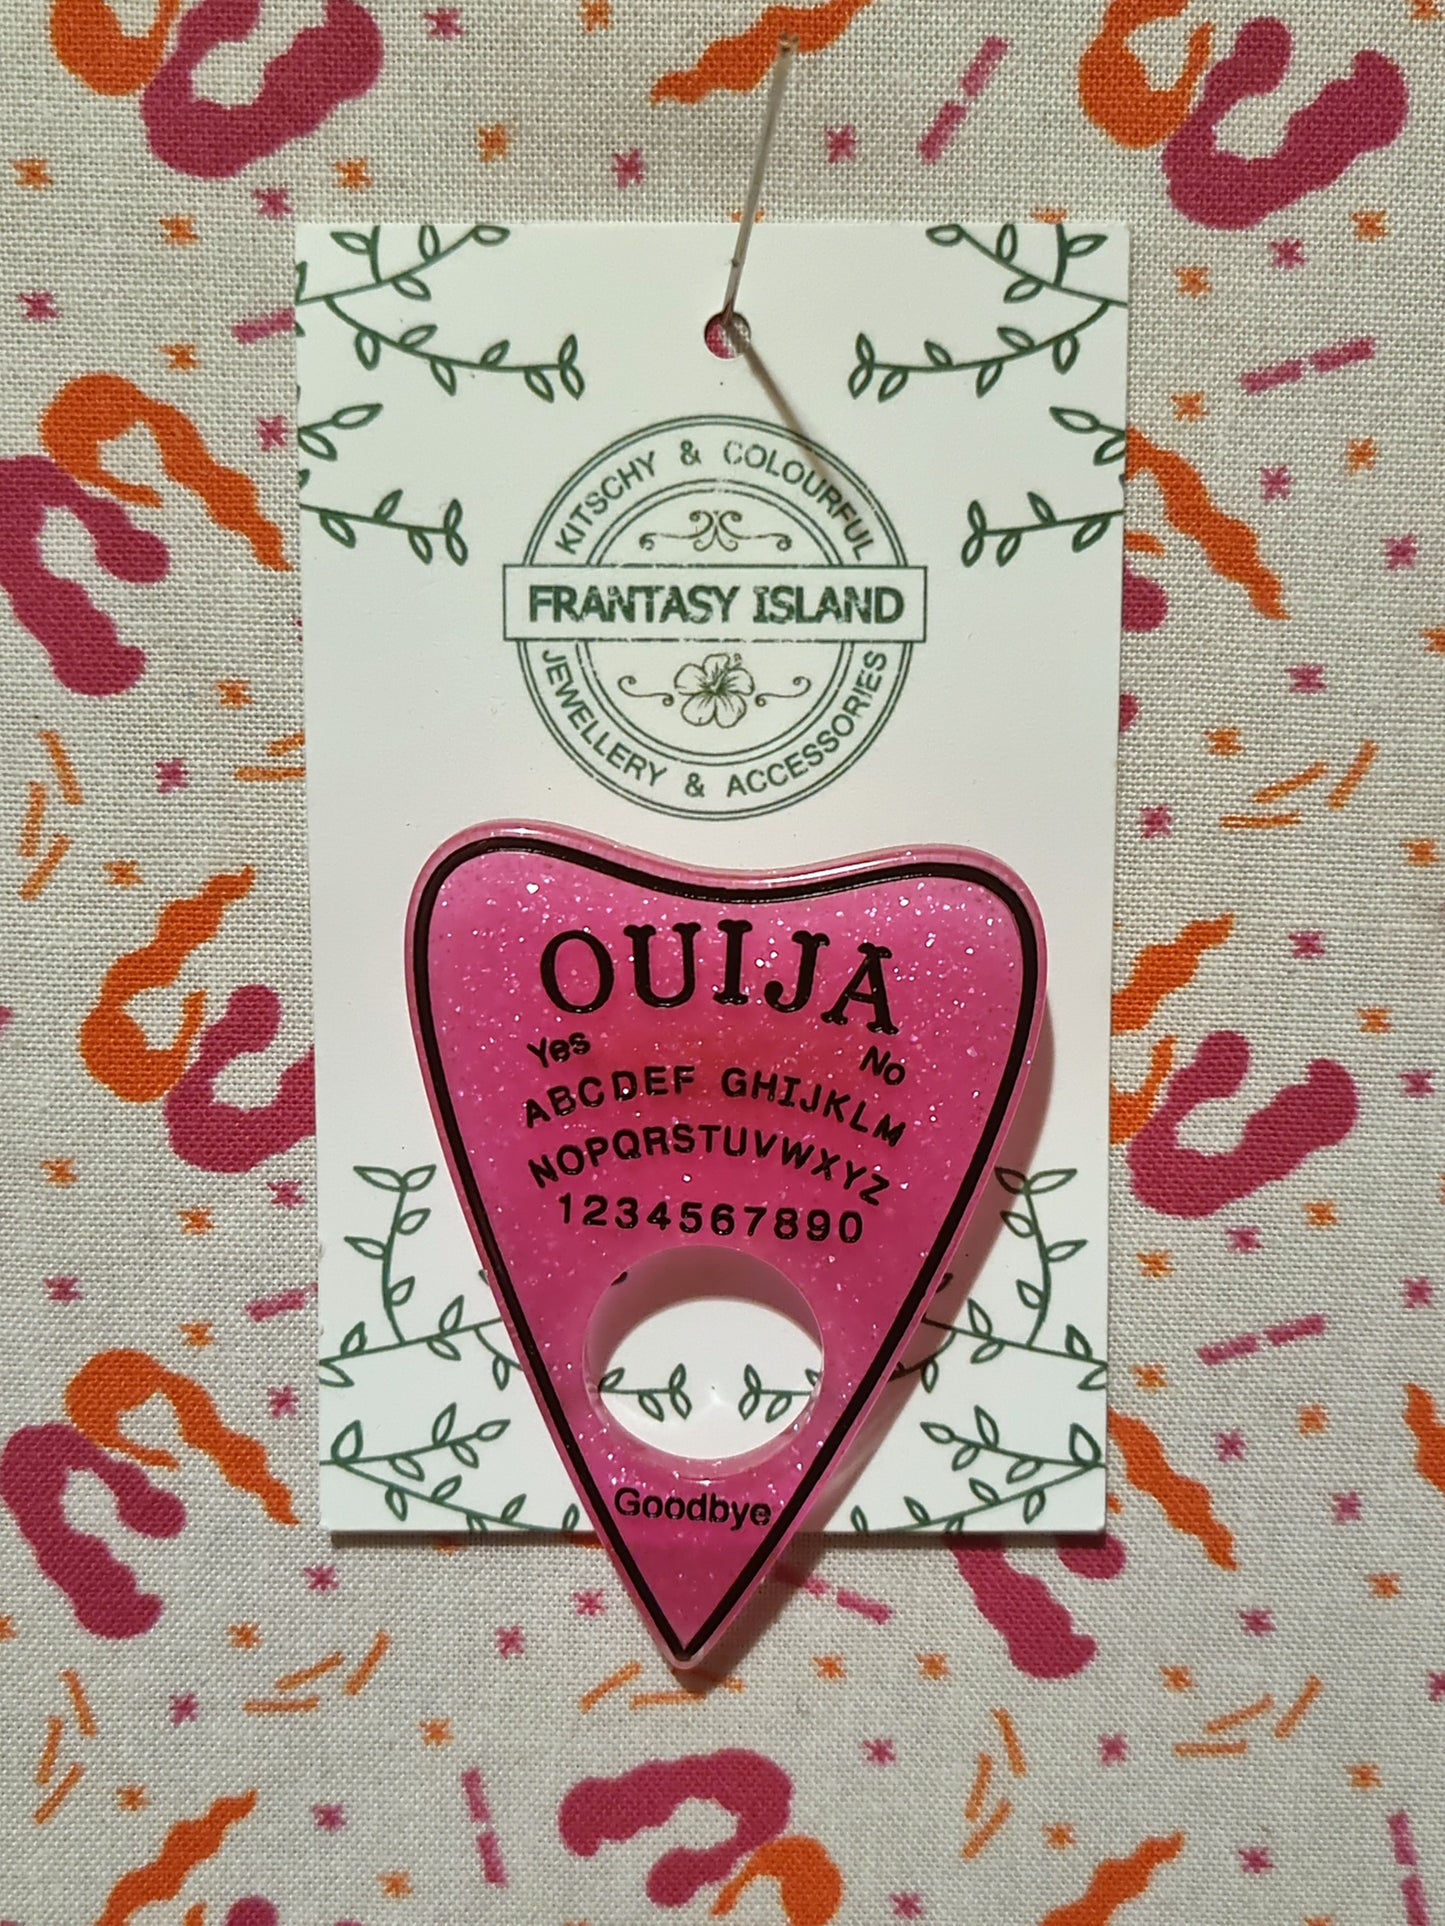 KITSCHY & COLOURFUL
FRANTASY ISLAND
JEWELLERY & ACCESSORIES
OUIJA
Yes No
ABCDEF GHIJKLM
NOPQRSTUVWXYZ
1234567890
Goodbye